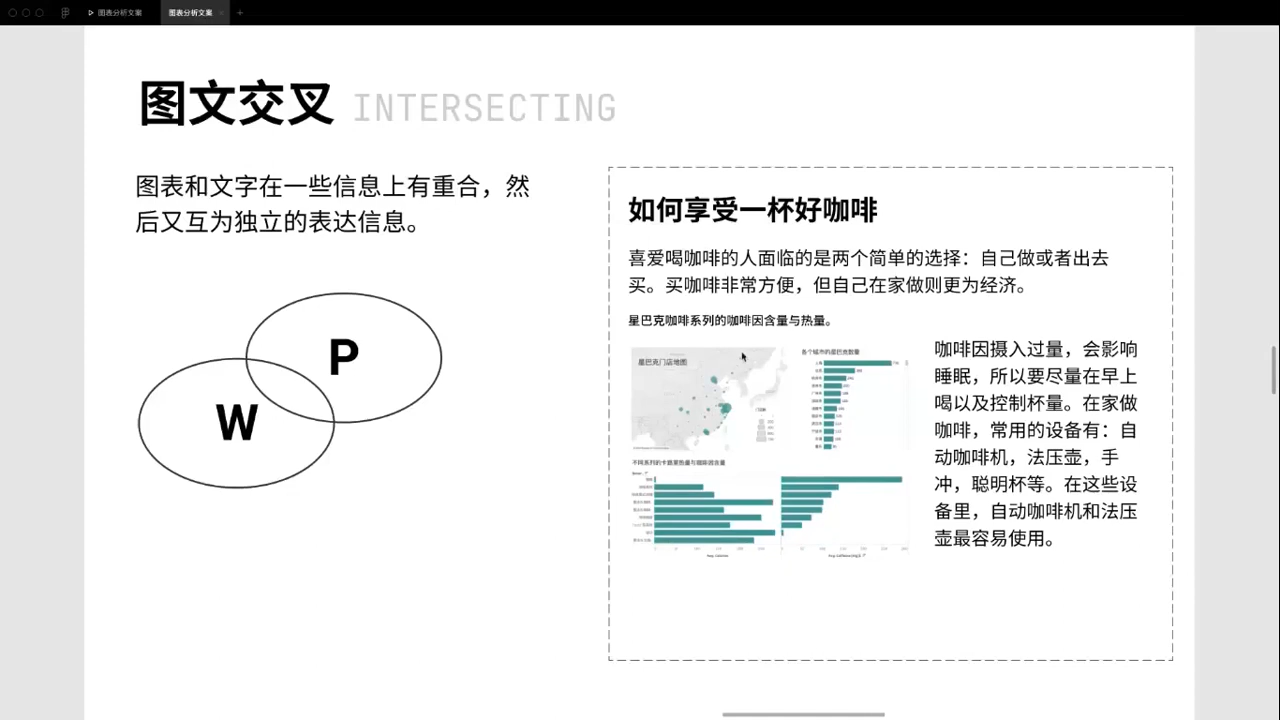 图表分析文案
图表分析文案
图文交叉 INTERSECTING
图表和文字在一些信息上有重合，然
后又互为独立的表达信息。
P
W
如何享受一杯好咖啡
喜爱喝咖啡的人面临的是两个简单的选择：自己做或者出去
买。买咖啡非常方便，但自己在家做则更为经济。
星巴克咖啡系列的咖啡因含量与热量。
星巴克门店地图
各个城市的星巴克数量
不同系列的卡路里热量与咖啡因含量
咖啡因摄入过量，会影响
睡眠，所以要尽量在早上
喝以及控制杯量。在家做
咖啡，常用的设备有：自
动咖啡机，法压壶，手
冲，聪明杯等。在这些设
备里，自动咖啡机和法压
壶最容易使用。